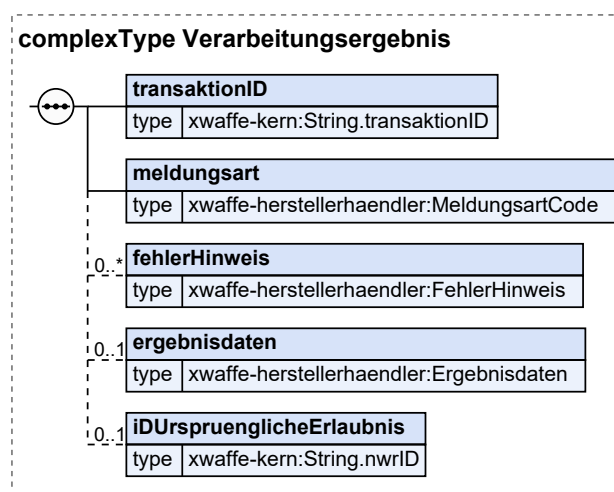 complexType Verarbeitungsergebnis
transaktionID
type xwaffe-kern:String.transaktionID
meldungsart
type xwaffe-herstellerhaendler:MeldungsartCode
0..* fehlerHinweis
type xwaffe-herstellerhaendler:FehlerHinweis
0..1 ergebnisdaten
type xwaffe-herstellerhaendler:Ergebnisdaten
0..1 iDUrspruenglicheErlaubnis
type xwaffe-kern:String.nwrID